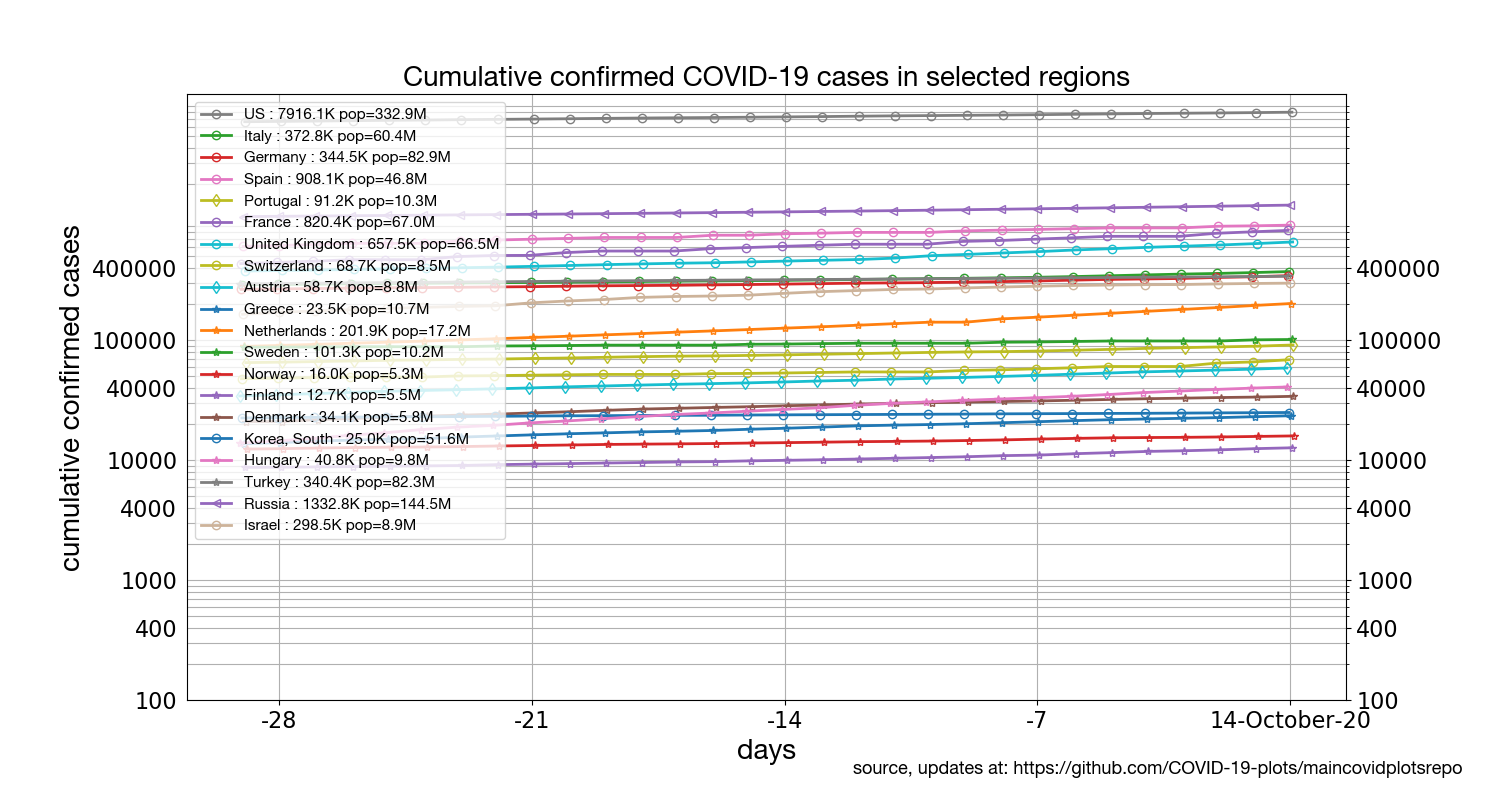 Cumulative confirmed COVID-19 cases in selected regions
US : 7916.1K pop=332.9M
Italy : 372.8K pop=60.4M
Germany : 344.5K pop=82.9M
Spain : 908.1K pop=46.8M
Portugal : 91.2K pop=10.3M
France : 820.4K pop=67.0M
United Kingdom : 657.5K pop=66.5M
Switzerland : 68.7K pop=8.5M
Austria : 58.7K pop=8.8M
Greece : 23.5K pop=10.7M
Netherlands : 201.9K pop=17.2M
Sweden : 101.3K pop=10.2M
Norway : 16.0K pop=5.3M
Finland : 12.7K pop=5.5M
Denmark : 34.1K pop=5.8M
Korea, South : 25.0K pop=51.6M
Hungary : 40.8K pop=9.8M
Turkey : 340.4K pop=82.3M
Russia : 1332.8K pop=144.5M
Israel : 298.5K pop=8.9M
cumulative confirmed cases
400000
100000
40000
10000
4000
1000
400
100
400000
100000
40000
10000
4000
1000
400
100
-28 -21 -14 -7 14-October-20
days
source, updates at: https://github.com/COVID-19-plots/maincovidplotsrepo